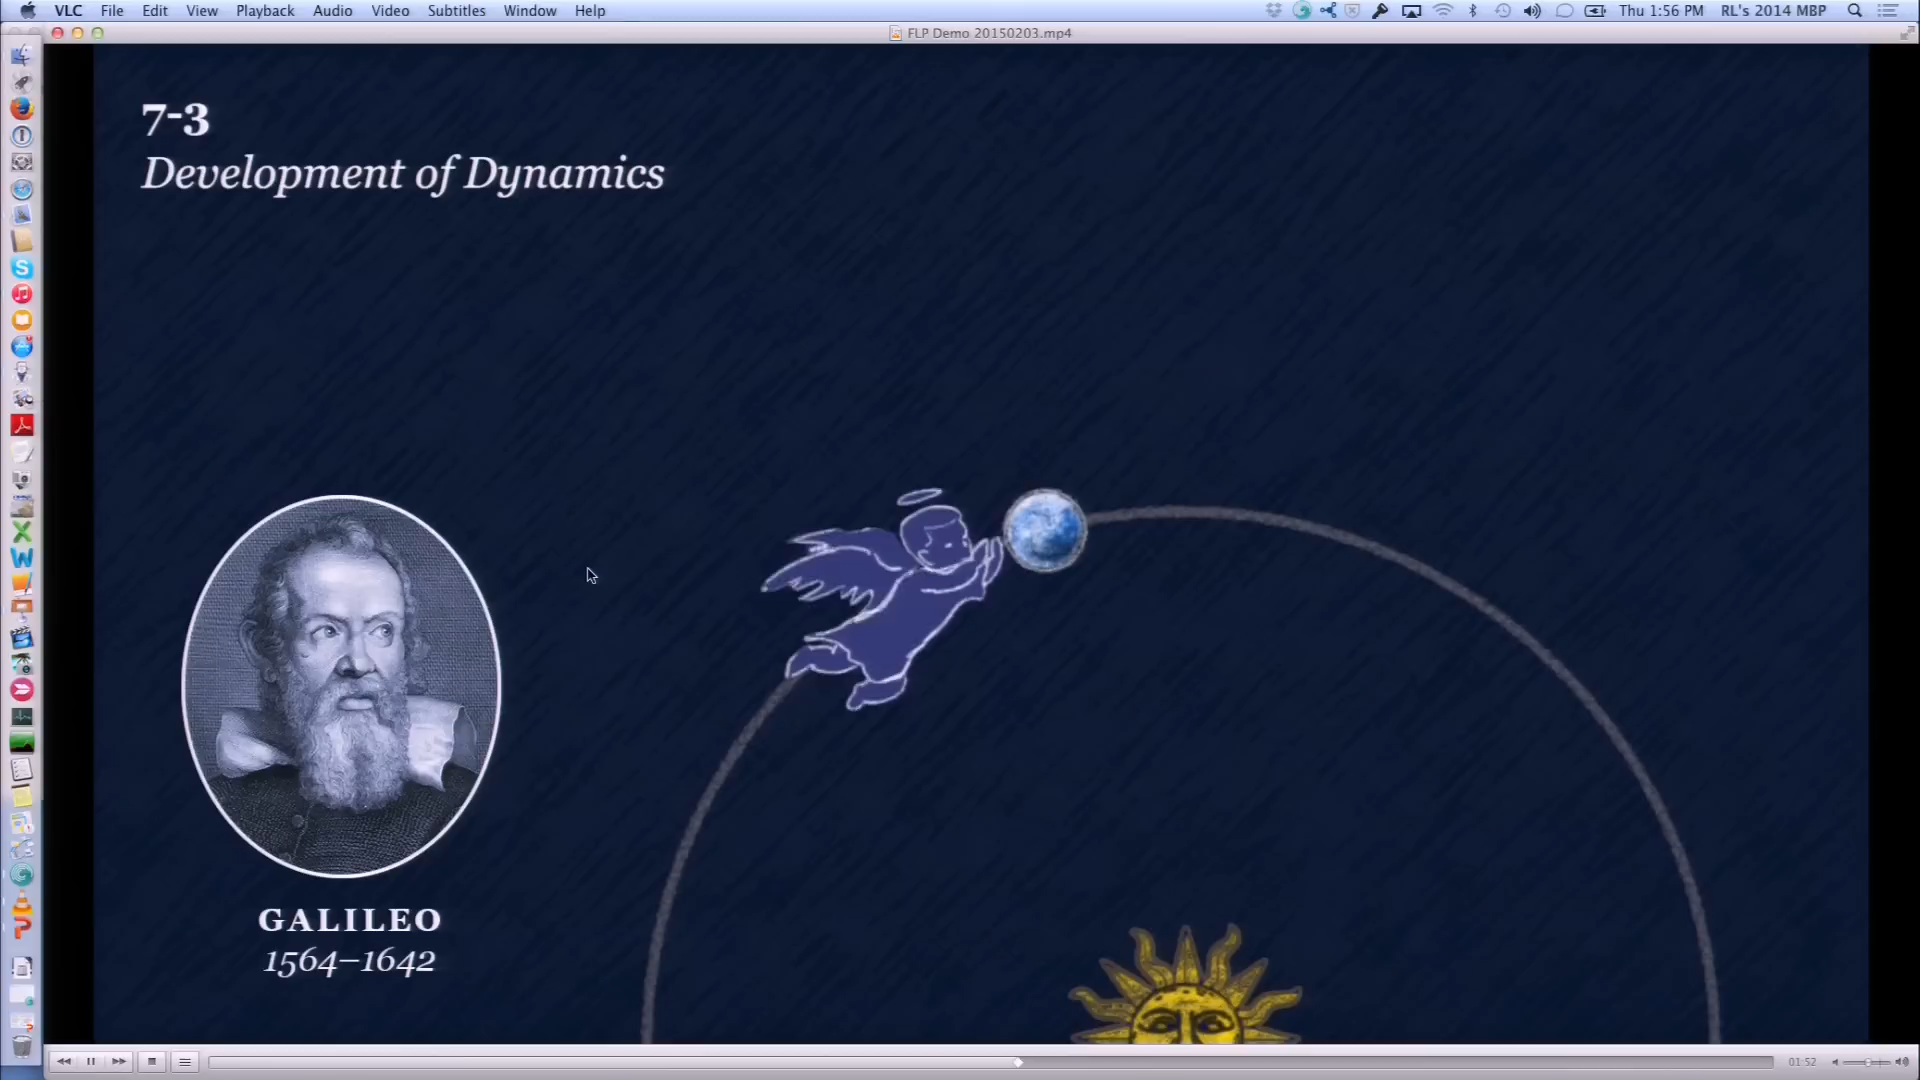 VLC File Edit View Playback Audio Video Subtitles Window Help Thu 1:56 PM RL's 2014 MBP
FLP Demo 20150203.mp4
7-3
Development of Dynamics
GALILEO
1564–1642
01:52